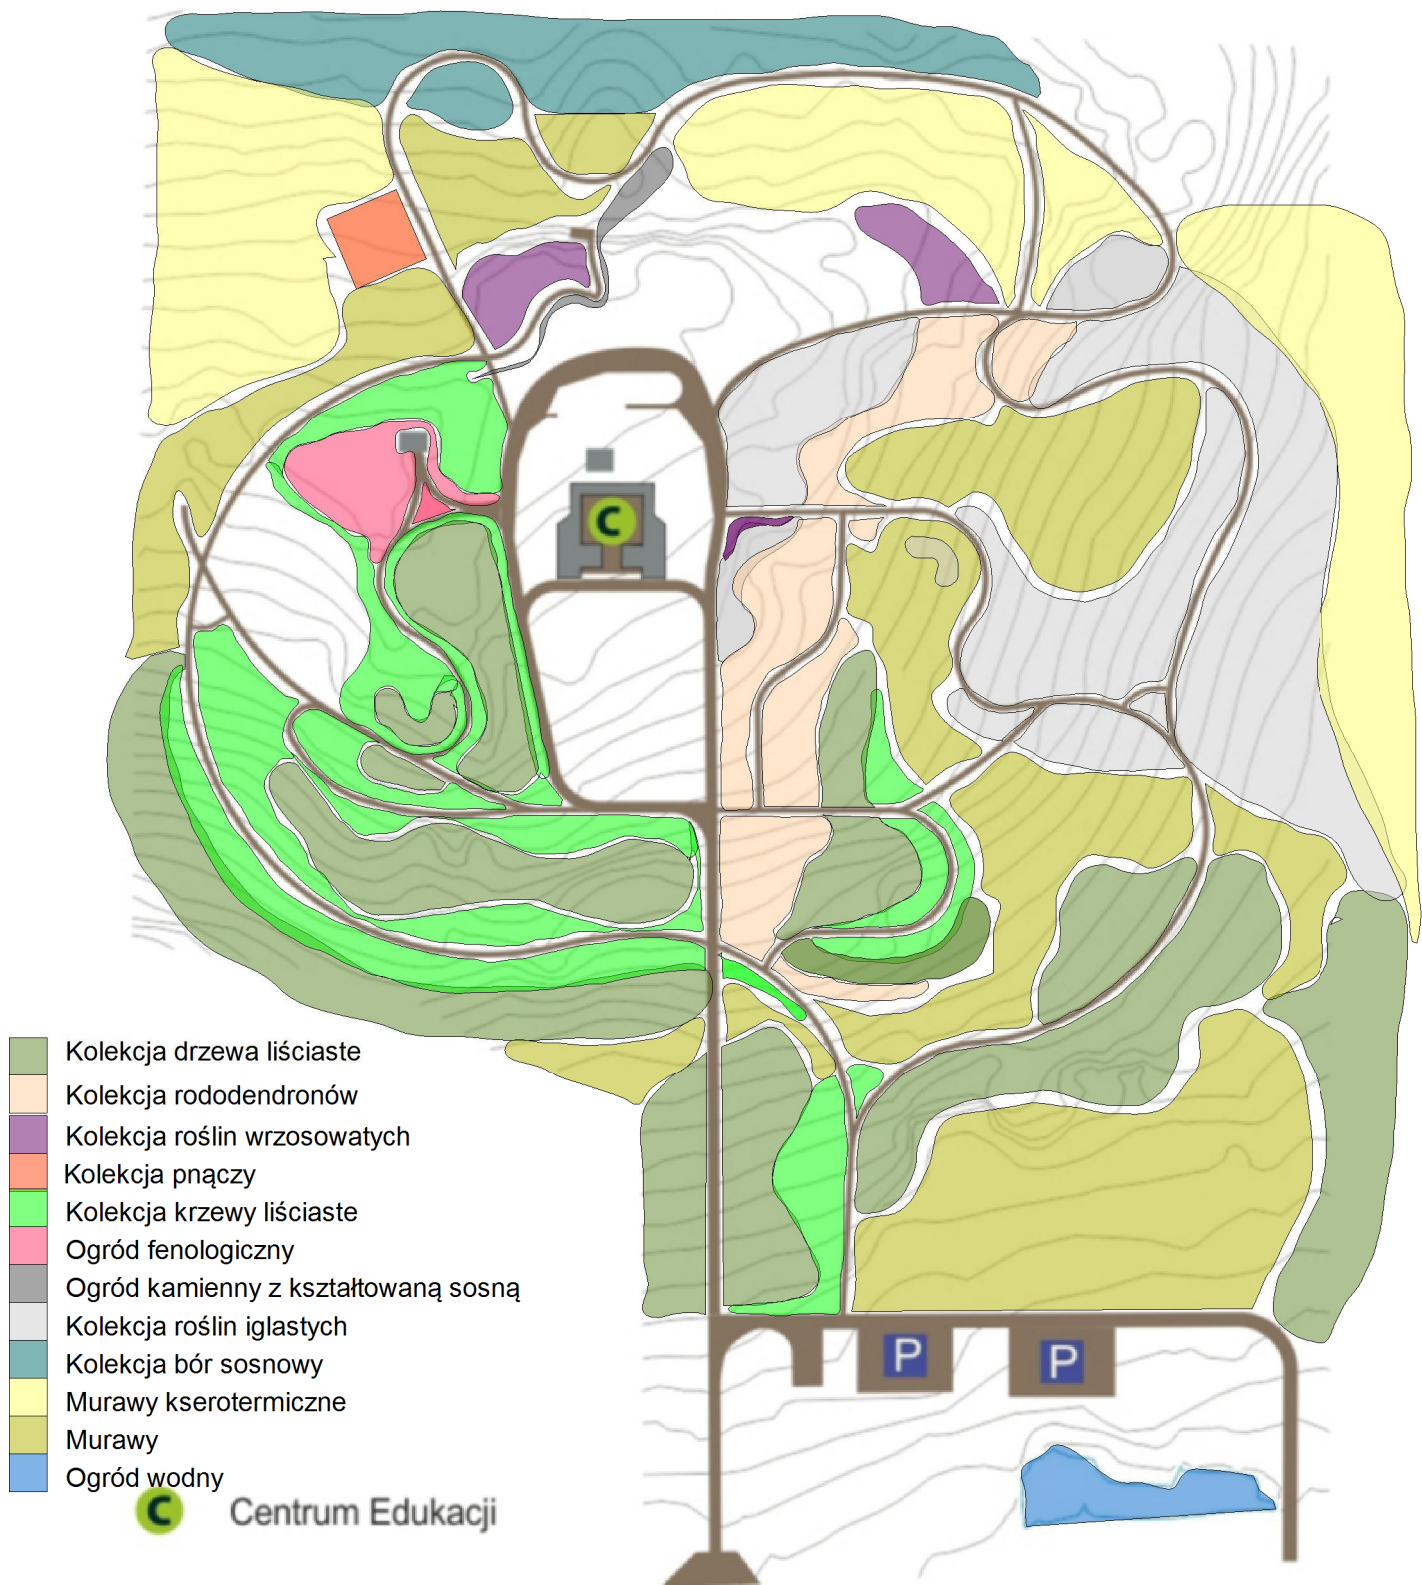 C
P
P
Kolekcja drzewa liściaste
Kolekcja rododendronów
Kolekcja roślin wrzosowatych
Kolekcja pnączy
Kolekcja krzewy liściaste
Ogród fenologiczny
Ogród kamienny z kształtowaną sosną
Kolekcja roślin iglastych
Kolekcja bór sosnowy
Murawy kserotermiczne
Murawy
Ogród wodny
C Centrum Edukacji